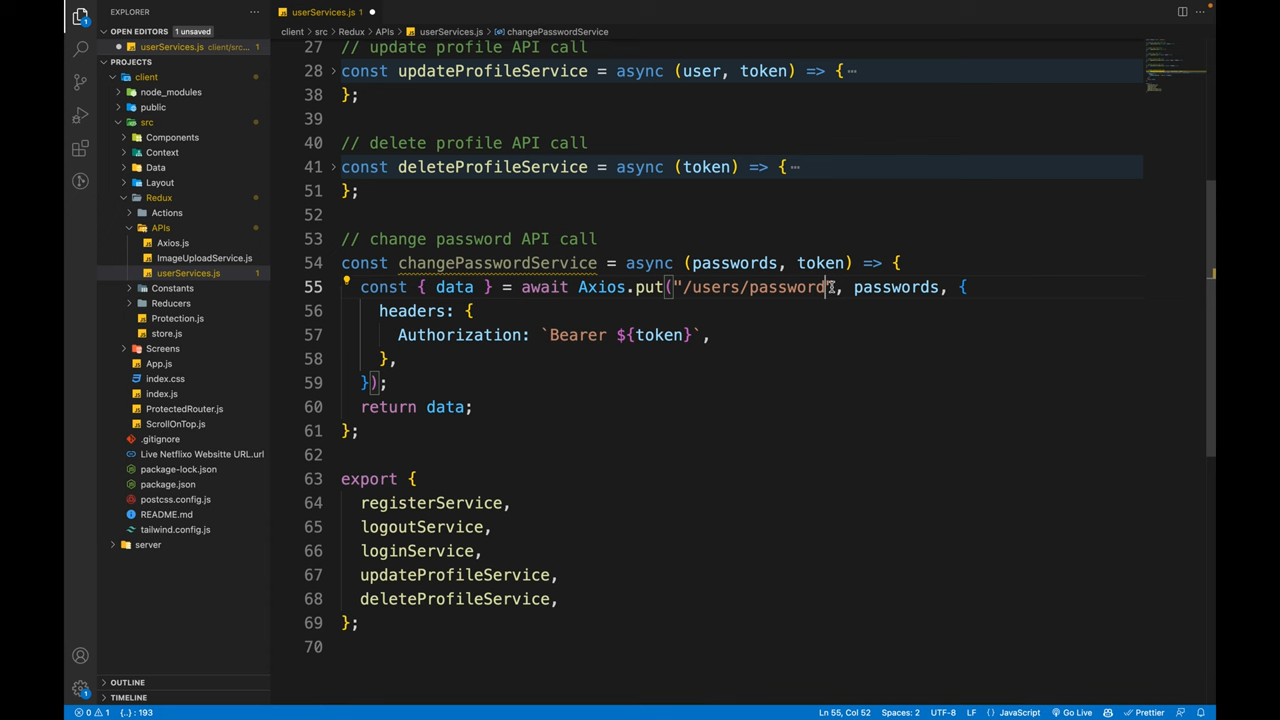 EXPLORER
OPEN EDITORS 1 unsaved
userServices.js client/src... 1
PROJECTS
client
node_modules
public
src
Components
Context
Data
Layout
Redux
Actions
APIs
Axios.js
ImageUploadService.js
userServices.js 1
Constants
Reducers
Protection.js
store.js
Screens
App.js
index.css
index.js
ProtectedRouter.js
ScrollOnTop.js
.gitignore
Live Netflixo Websitte URL.url
package-lock.json
package.json
postcss.config.js
README.md
tailwind.config.js
server
OUTLINE
TIMELINE
userServices.js 1
client > src > Redux > APIs > userServices.js > changePasswordService
27 // update profile API call
28 const updateProfileService = async (user, token) => {
38 };
39
40 // delete profile API call
41 const deleteProfileService = async (token) => {
51 };
52
53 // change password API call
54 const changePasswordService = async (passwords, token) => {
55 const { data } = await Axios.put("/users/password", passwords, {
56 headers: {
57 Authorization: `Bearer ${token}`,
58 },
59 });
60 return data;
61 };
62
63 export {
64 registerService,
65 logoutService,
66 loginService,
67 updateProfileService,
68 deleteProfileService,
69 };
70
1
1
0 1 {..} : 193 Ln 55, Col 52 Spaces: 2 UTF-8 LF JavaScript Go Live Prettier